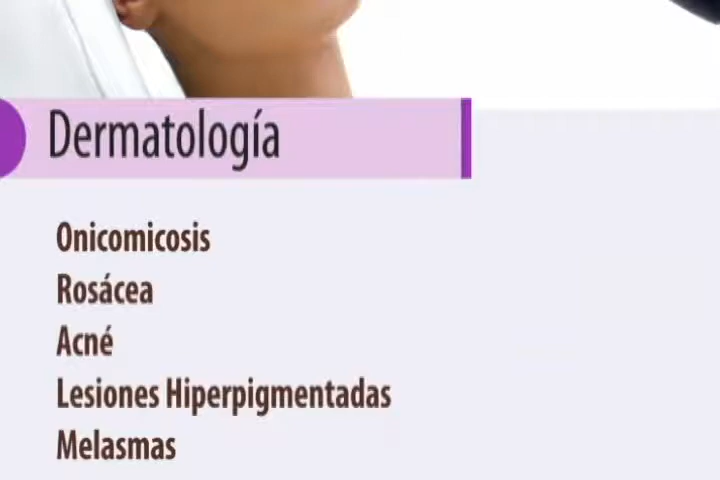 Dermatología
Onicomicosis
Rosácea
Acné
Lesiones Hiperpigmentadas
Melasmas